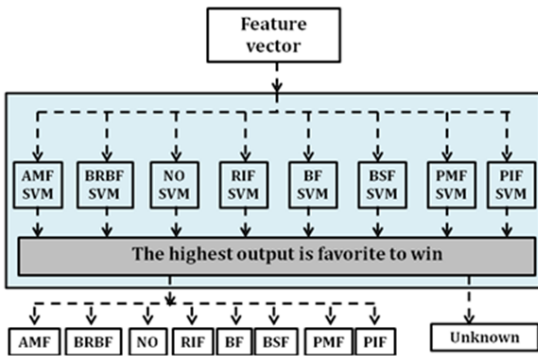 Feature
vector
AMF
SVM
BRBF
SVM
NO
SVM
RIF
SVM
BF
SVM
BSF
SVM
PMF
SVM
PIF
SVM
The highest output is favorite to win
AMF
BRBF
NO
RIF
BF
BSF
PMF
PIF
Unknown